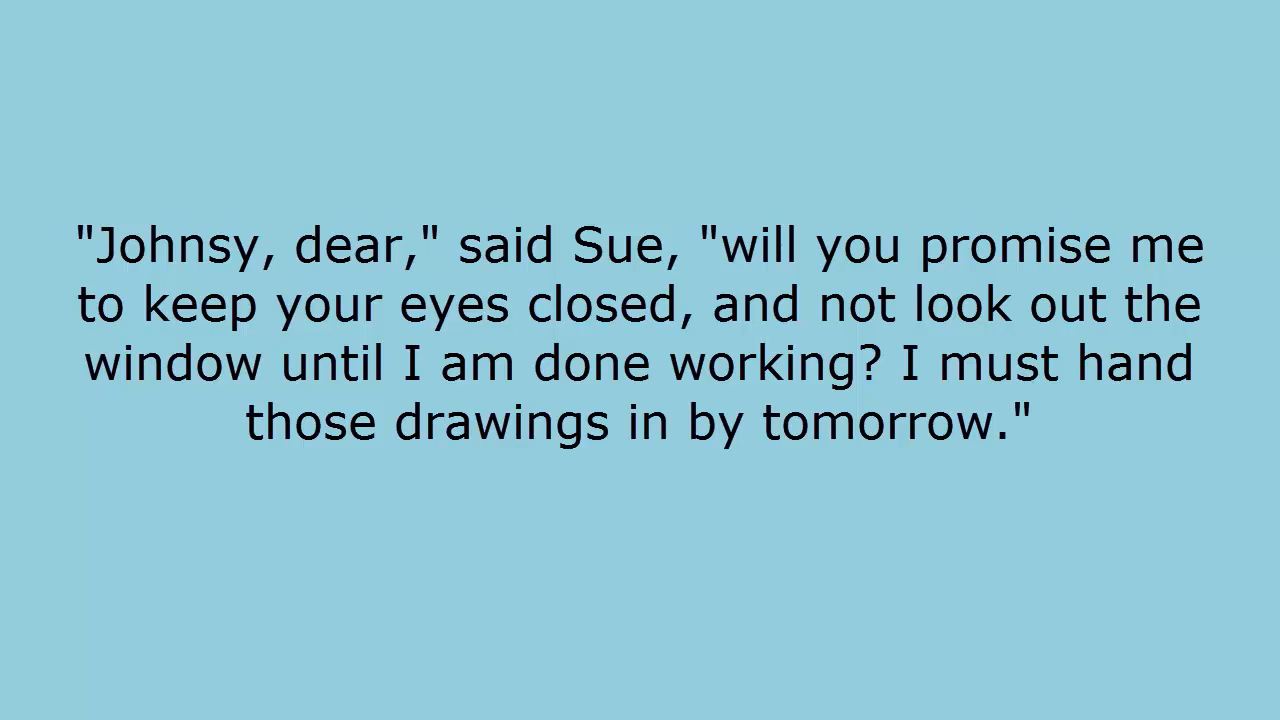 "Johnsy, dear," said Sue, "will you promise me
to keep your eyes closed, and not look out the
window until I am done working? I must hand
those drawings in by tomorrow."